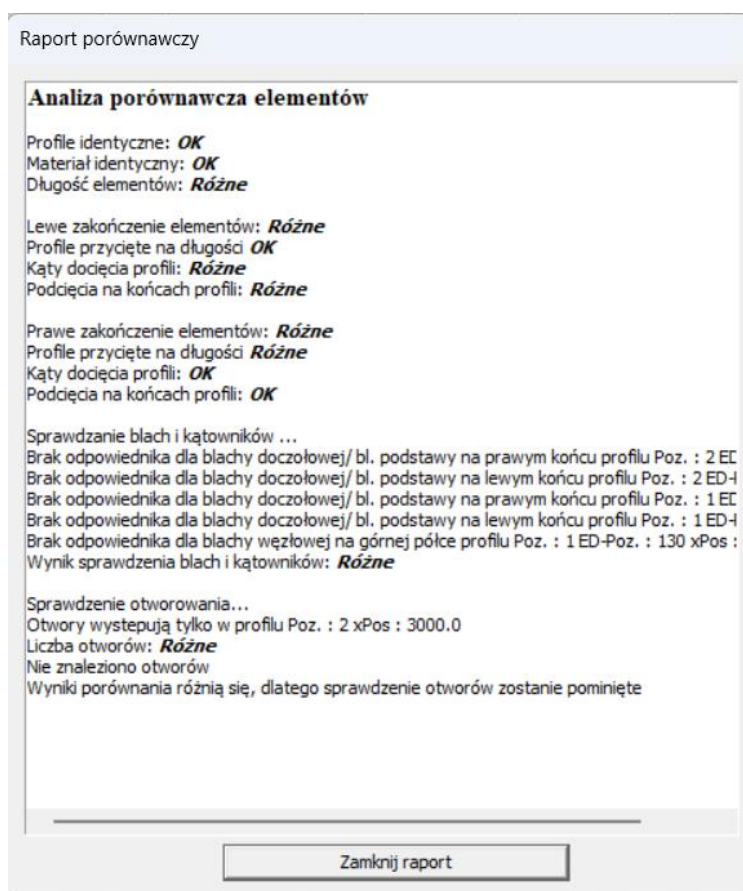 Raport porównawczy
Analiza porównawcza elementów
Profile identyczne: OK
Materiał identyczny: OK
Długość elementów: Różne
Lewe zakończenie elementów: Różne
Profile przycięte na długości OK
Kąty docięcia profili: Różne
Podcięcia na końcach profili: Różne
Prawe zakończenie elementów: Różne
Profile przycięte na długości Różne
Kąty docięcia profili: OK
Podcięcia na końcach profili: OK
Sprawdzanie blach i kątowników ...
Brak odpowiednika dla blachy doczołowej/ bl. podstawy na prawym końcu profilu Poz. : 2
Brak odpowiednika dla blachy doczołowej/ bl. podstawy na lewym końcu profilu Poz. : 2 ED-
Brak odpowiednika dla blachy doczołowej/ bl. podstawy na prawym końcu profilu Poz. : 1
Brak odpowiednika dla blachy doczołowej/ bl. podstawy na lewym końcu profilu Poz. : 1 ED-
Brak odpowiednika dla blachy węzłowej na górnej półce profilu Poz. : 1 ED-Poz. : 130 xPos :
Wynik sprawdzenia blach i kątowników: Różne
Sprawdzenie otworowania...
Otwory wystepują tylko w profilu Poz. : 2 xPos : 3000.0
Liczba otworów: Różne
Nie znaleziono otworów
Wyniki porównania różnią się, dlatego sprawdzenie otworów zostanie pominięte
Zamknij raport